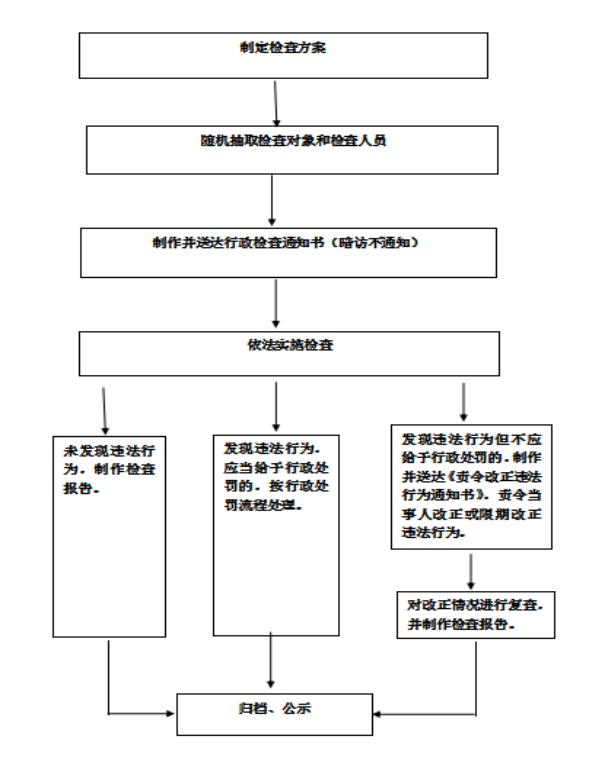 制定检查方案
随机抽取检查对象和检查人员
制作并送达行政检查通知书（暗访不通知）
依法实施检查
未发现违法行
为，制作检查
报告。
发现违法行为，
应当给予行政处
罚的，按行政处
罚流程处理。
发现违法行为但不应
给予行政处罚的，制作
并送达《责令改正违法
行为通知书》，责令当
事人改正或限期改正
违法行为。
对改正情况进行复查，
并制作检查报告。
归档、公示